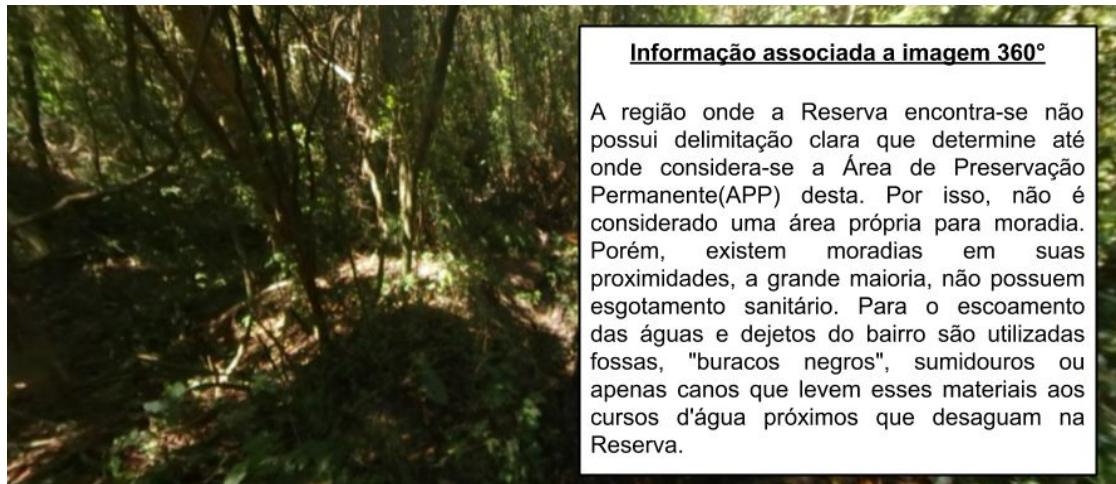 Informação associada a imagem 360°
A região onde a Reserva encontra-se não
possui delimitação clara que determine até
onde considera-se a Área de Preservação
Permanente(APP) desta. Por isso, não é
considerado uma área própria para moradia.
Porém, existem moradias em suas
proximidades, a grande maioria, não possuem
esgotamento sanitário. Para o escoamento
das águas e dejetos do bairro são utilizadas
fossas, "buracos negros", sumidouros ou
apenas canos que levem esses materiais aos
cursos d'água próximos que desaguam na
Reserva.